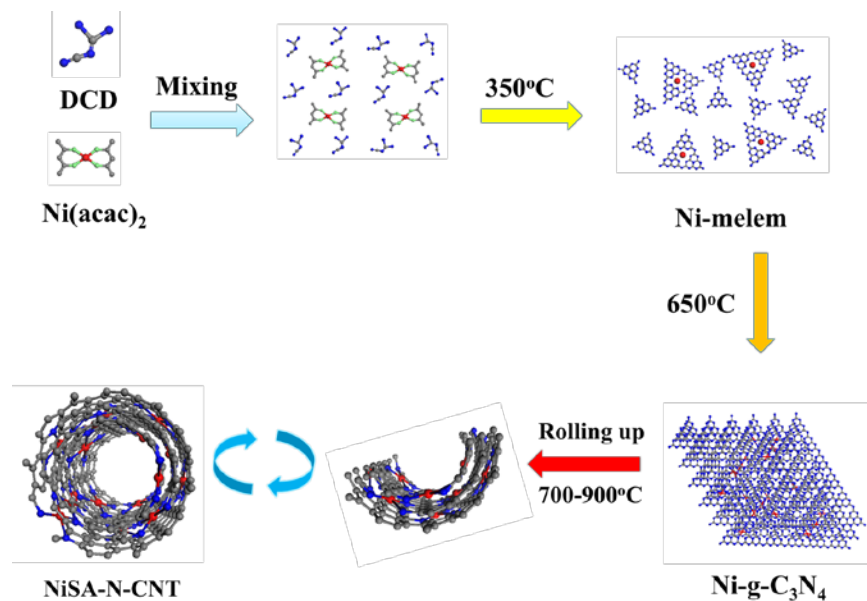 DCD
Mixing
350°C
Ni(acac)₂
Ni-melem
650°C
Rolling up
700-900°C
NiSA-N-CNT
Ni-g-C₃N₄